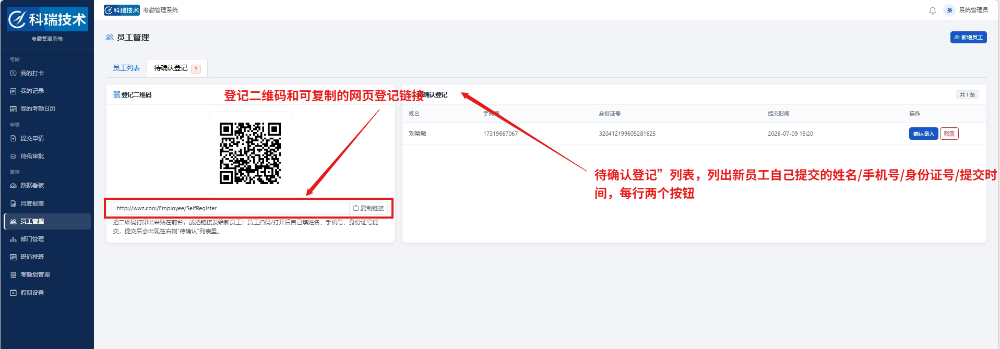 科瑞技术
考勤管理系统
考勤
我的打卡
我的记录
我的考勤日历
申请
提交申请
待我审批
管理
数据看板
月度报表
员工管理
部门管理
班值排班
考勤组管理
假期设置
科瑞技术 考勤管理系统
系 系统管理员
员工管理
新增员工
员工列表 待确认登记 1
登记二维码
登记二维码和可复制的网页登记链接
http://wwz.cool/Employee/SelfRegister 复制链接
把二维码打印出来贴在前台，或把链接发给新员工；员工扫码/打开后自己填姓名、手机号、身份证号提
交，提交后会出现在右侧"待确认"列表里。
待确认登记
共 1 条
姓名 手机号 身份证号 提交时间 操作
刘晓敏 17319667067 320412199605281625 2026-07-09 15:20 确认录入 驳回
待确认登记”列表，列出新员工自己提交的姓名/手机号/身份证号/提交时
间，每行两个按钮